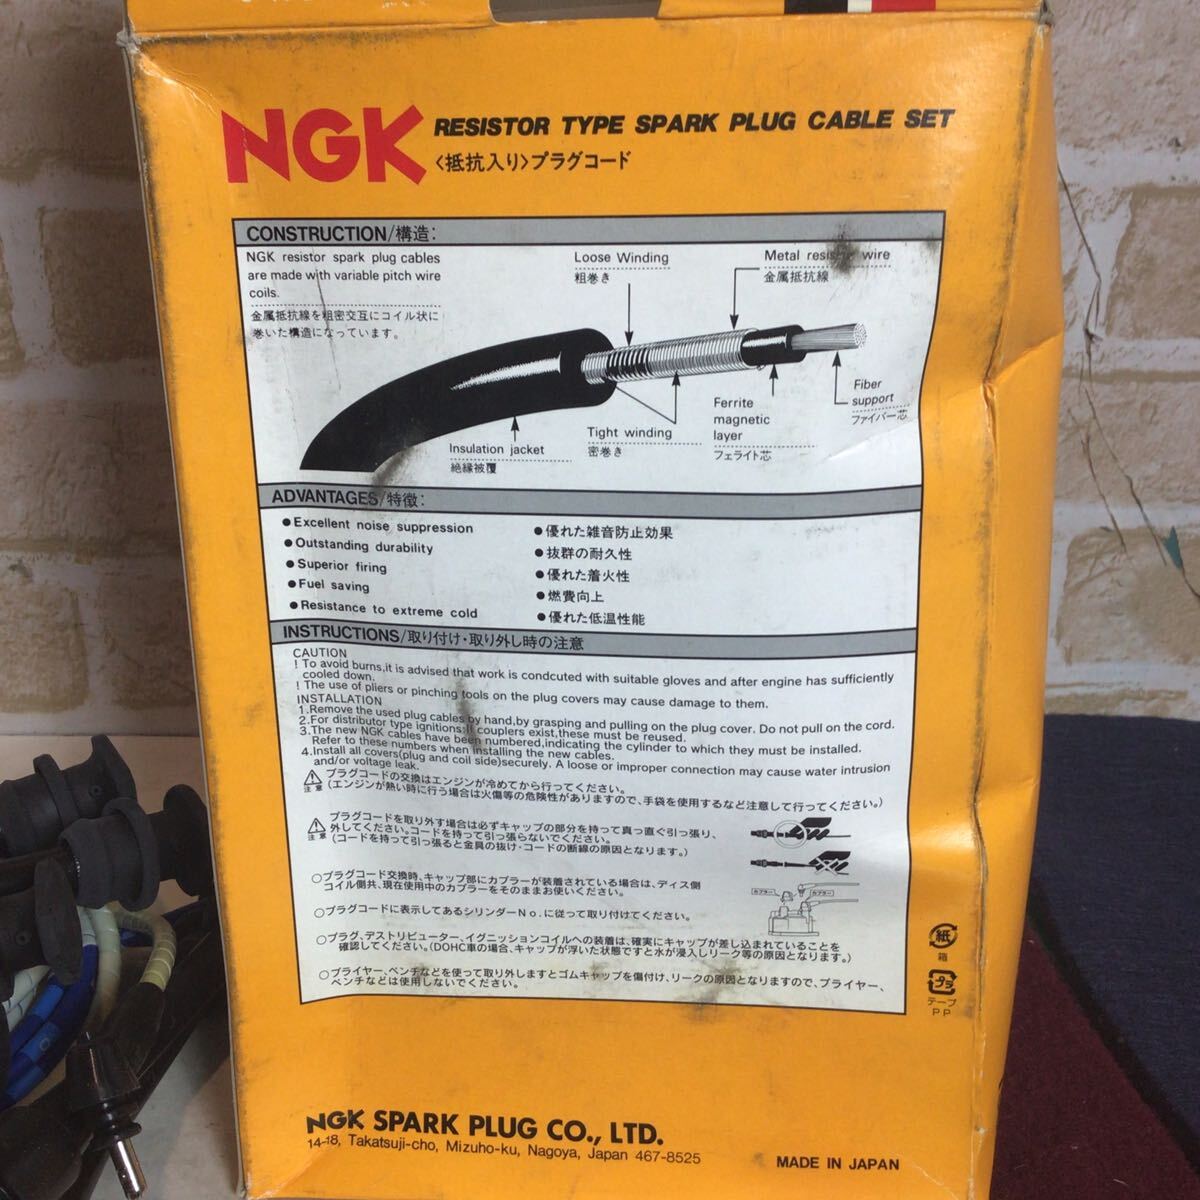 NGK RESISTOR TYPE SPARK PLUG CABLE SET
〈抵抗入り〉プラグコード
CONSTRUCTION/構造:
NGK resistor spark plug cables
are made with variable pitch wire
coils.
金属抵抗線を粗密交互にコイル状に
巻いた構造になっています。
Loose Winding
粗巻き
Metal resistor wire
金属抵抗線
Fiber
support
ファイバー芯
Ferrite
magnetic
layer
フェライト芯
Tight winding
密巻き
Insulation jacket
絶縁被覆
ADVANTAGES/特徴:
●Excellent noise suppression
●Outstanding durability
●Superior firing
●Fuel saving
●Resistance to extreme cold
●優れた雑音防止効果
●抜群の耐久性
●優れた着火性
●燃費向上
●優れた低温性能
INSTRUCTIONS/取り付け・取り外し時の注意
CAUTION
! To avoid burns,it is advised that work is condcuted with suitable gloves and after engine has sufficiently
cooled down.
! The use of pliers or pinching tools on the plug covers may cause damage to them.
INSTALLATION
1.Remove the used plug cables by hand,by grasping and pulling on the plug cover. Do not pull on the cord.
2.For distributor type ignitions:if couplers exist,these must be reused.
3.The new NGK cables have been numbered,indicating the cylinder to which they must be installed.
Refer to these numbers when installing the new cables.
4.Install all covers(plug and coil side)securely. A loose or improper connection may cause water intrusion
and/or voltage leak.
注意 プラグコードの交換はエンジンが冷めてから行ってください。
(エンジンが熱い時に行う場合は火傷等の危険性がありますので、手袋を使用するなど注意して行ってください。)
注意 プラグコードを取り外す場合は必ずキャップの部分を持って真っ直ぐ引っ張り、
外してください。コードを持って引っ張らないでください。
(コードを持って引っ張ると金具の抜け・コードの断線の原因となります。)
○プラグコード交換時、キャップ部にカプラーが装着されている場合は、ディス側
コイル側共、現在使用中のカプラーをそのままお使いください。
カプラー
カプラー
○プラグコードに表示してあるシリンダーNo.に従って取り付けてください。
○プラグ、デストリビューター、イグニッションコイルへの装着は、確実にキャップが差し込まれていることを
確認してください。(DOHC車の場合、キャップが浮いた状態ですと水が浸入しリーク等の原因となります。)
○プライヤー、ペンチなどを使って取り外しますとゴムキャップを傷付け、リークの原因となりますので、プライヤー、
ペンチなどは使用しないでください。
紙
箱
プラ
テープ
PP
NGK SPARK PLUG CO., LTD.
14-18, Takatsuji-cho, Mizuho-ku, Nagoya, Japan 467-8525
MADE IN JAPAN